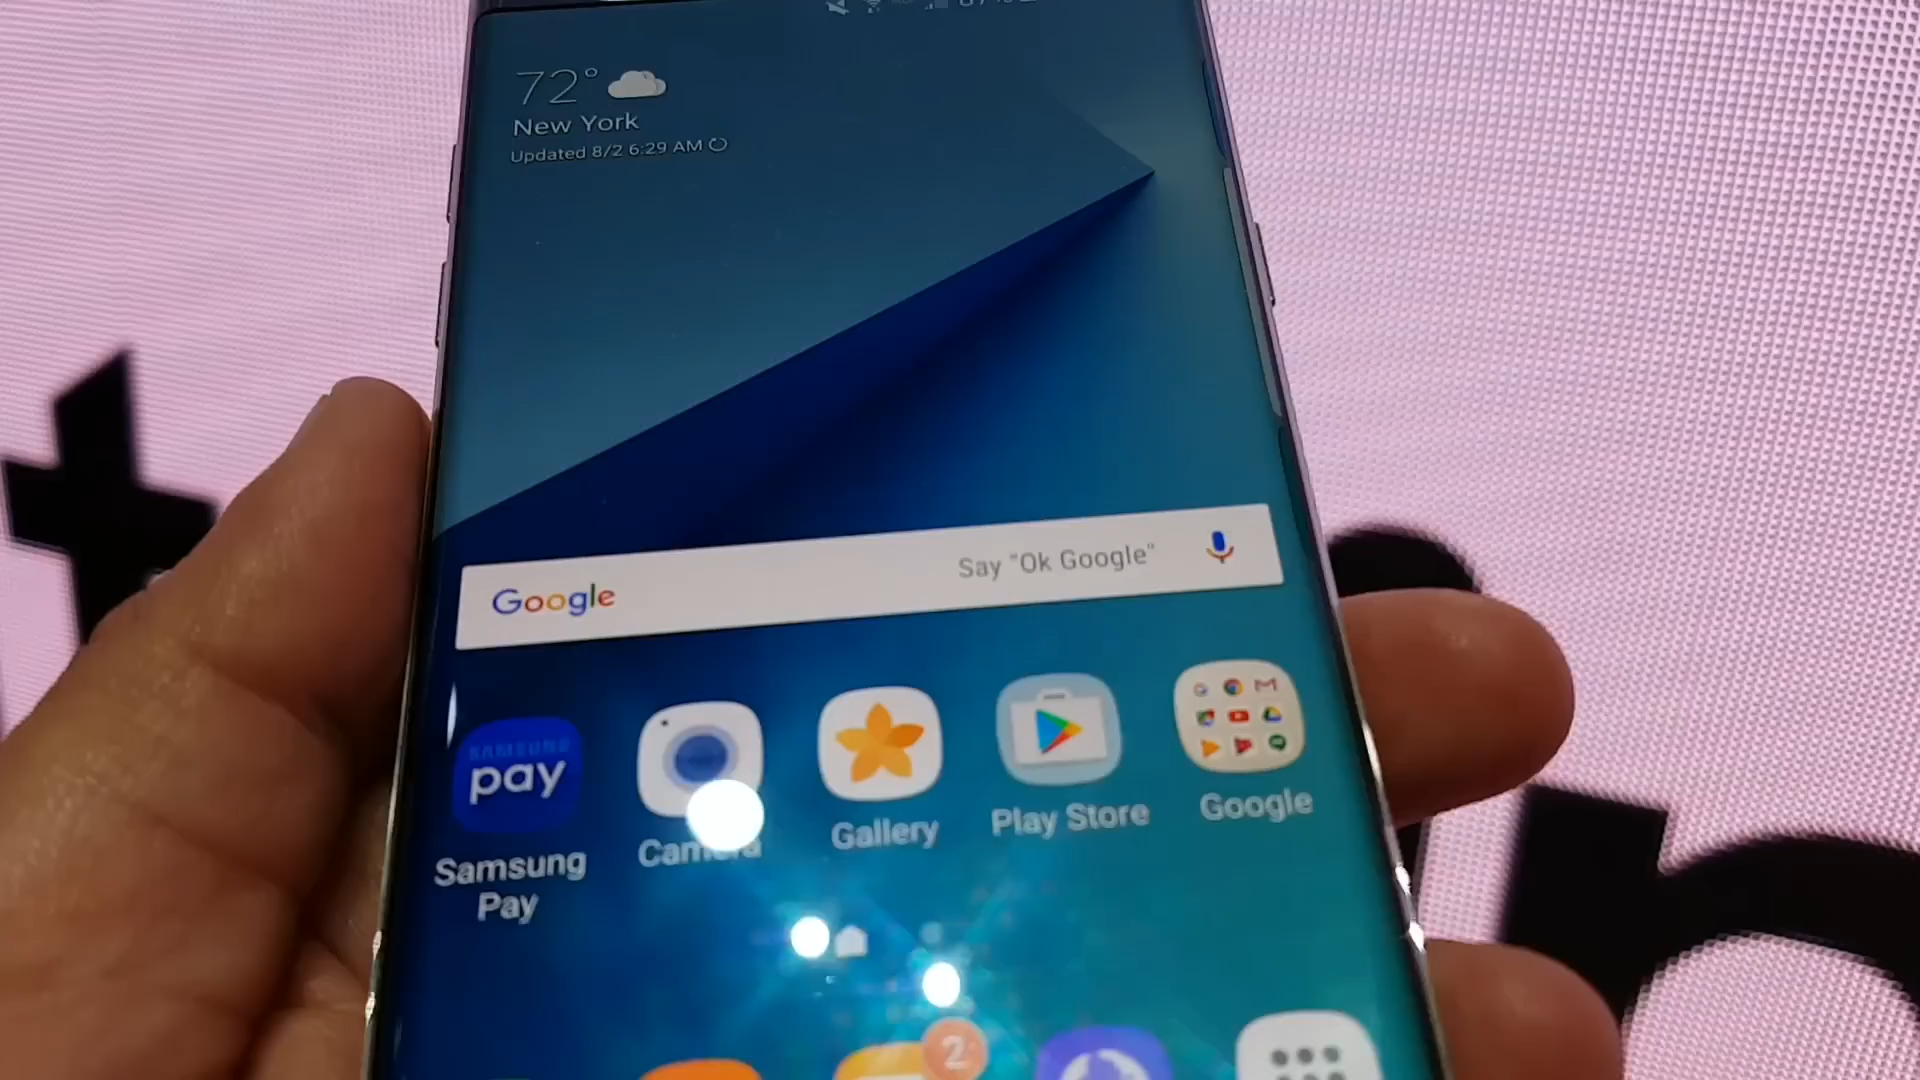 72°
New York
Updated 8/2 6:29 AM
Google
Say "Ok Google"
SAMSUNG
pay
Samsung
Pay
Camera
Gallery
Play Store
Google
2
t
h